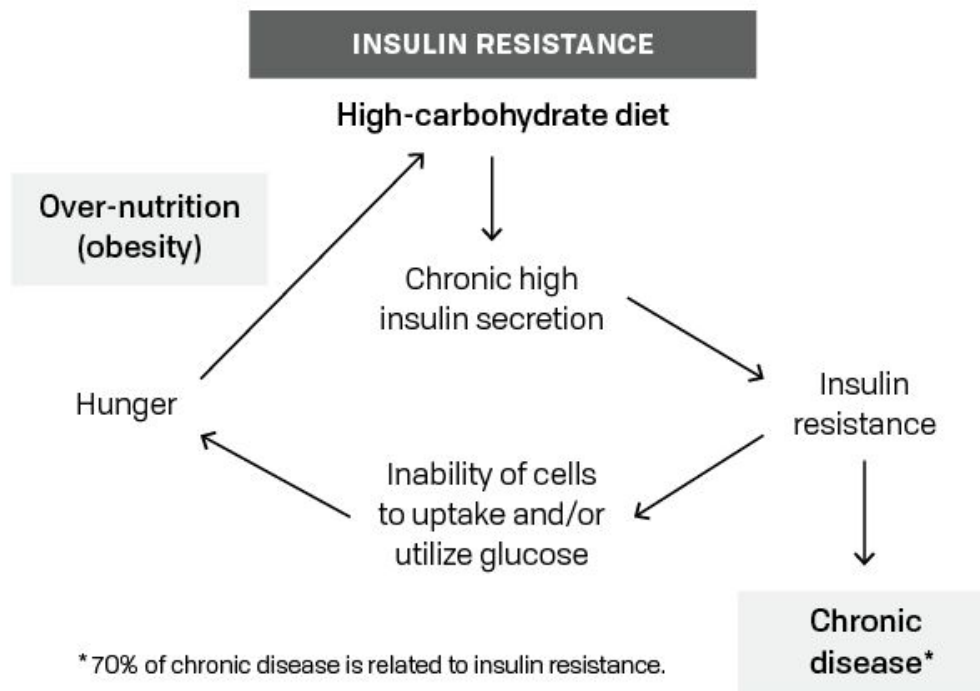 INSULIN RESISTANCE
High-carbohydrate diet
Over-nutrition
(obesity)
Chronic high
insulin secretion
Hunger
Insulin
resistance
Inability of cells
to uptake and/or
utilize glucose
Chronic
disease*
*70% of chronic disease is related to insulin resistance.